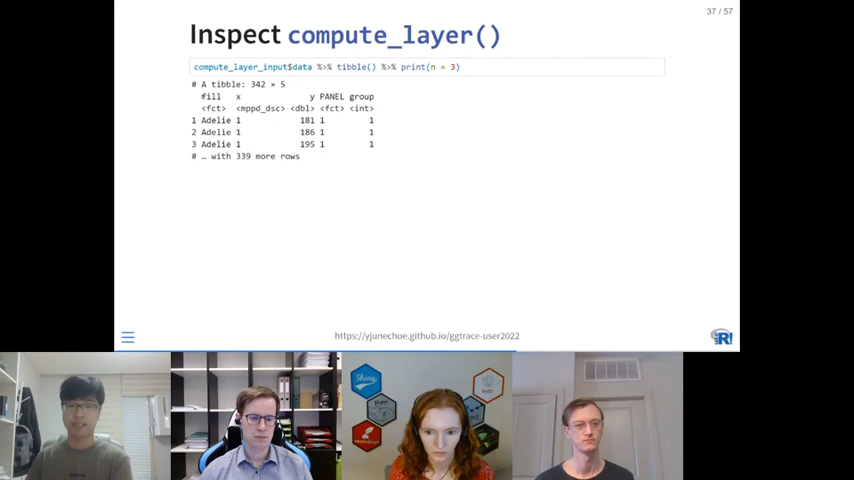 37 / 57
Inspect compute_layer()
compute_layer_input$data %>% tibble() %>% print(n = 3)
# A tibble: 342 × 5
fill x y PANEL group
<fct> <mppd_dsc> <dbl> <fct> <int>
1 Adelie 1 181 1 1
2 Adelie 1 186 1 1
3 Adelie 1 195 1 1
# … with 339 more rows
https://yjunechoe.github.io/ggtrace-user2022
R!
Shiny
purrr